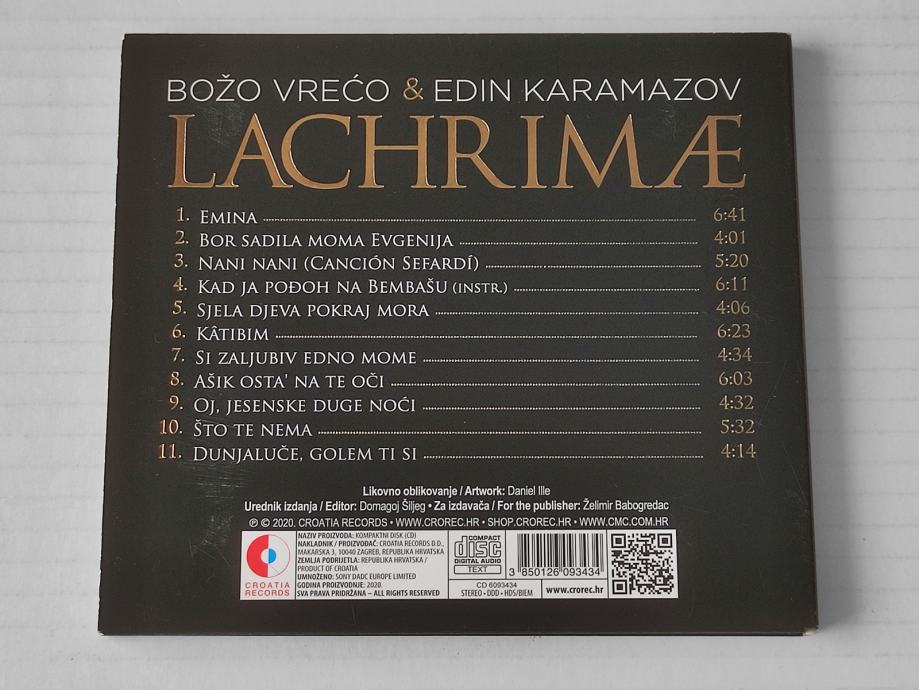 BOŽO VREĆO & EDIN KARAMAZOV
LACHRIMÆ
1. EMINA 6:41
2. BOR SADILA MOMA EVGENIJA 4:01
3. NANI NANI (CANCIÓN SEFARDÍ) 5:20
4. KAD JA POĐOH NA BEMBAŠU (INSTR.) 6:11
5. SJELA DJEVA POKRAJ MORA 4:06
6. KÂTIBIM 6:23
7. SI ZALJUBIV EDNO MOME 4:34
8. AŠIK OSTA' NA TE OČI 6:03
9. OJ, JESENSKE DUGE NOĆI 4:32
10. ŠTO TE NEMA 5:32
11. DUNJALUČE, GOLEM TI SI 4:14
Likovno oblikovanje / Artwork: Daniel Ille
Urednik izdanja / Editor: Domagoj Šiljeg • Za izdavača / For the publisher: Želimir Babogredac
℗ © 2020. CROATIA RECORDS • WWW.CROREC.HR • SHOP.CROREC.HR • WWW.CMC.COM.HR
CROATIA
RECORDS
NAZIV PROIZVODA: KOMPAKTNI DISK (CD)
NAKLADNIK / PROIZVOĐAČ: CROATIA RECORDS D.D.,
MAKARSKA 3, 10040 ZAGREB, REPUBLIKA HRVATSKA
ZEMLJA PODRIJETLA: REPUBLIKA HRVATSKA /
PRODUCT OF CROATIA
UMNOŽENO: SONY DADC EUROPE LIMITED
GODINA PROIZVODNJE: 2020.
SVA PRAVA PRIDRŽANA – ALL RIGHTS RESERVED
COMPACT
disc
DIGITAL AUDIO
TEXT
CD 6093434
STEREO • DDD • HDS/BIEM
3 850126 093434
www.crorec.hr